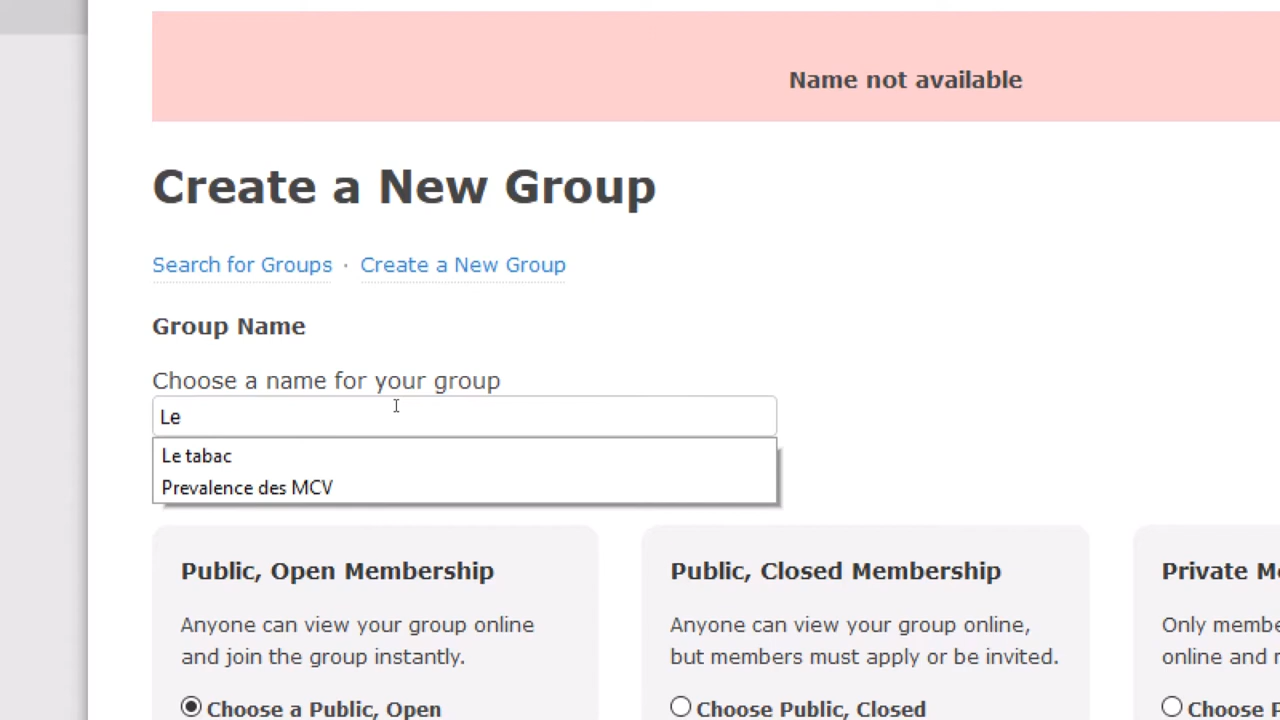 Name not available
Create a New Group
Search for Groups · Create a New Group
Group Name
Choose a name for your group
Le
Le tabac
Prevalence des MCV
Public, Open Membership
Anyone can view your group online
and join the group instantly.
Choose a Public, Open
Public, Closed Membership
Anyone can view your group online,
but members must apply or be invited.
Choose Public, Closed
Private M
Only membe
online and
Choose P